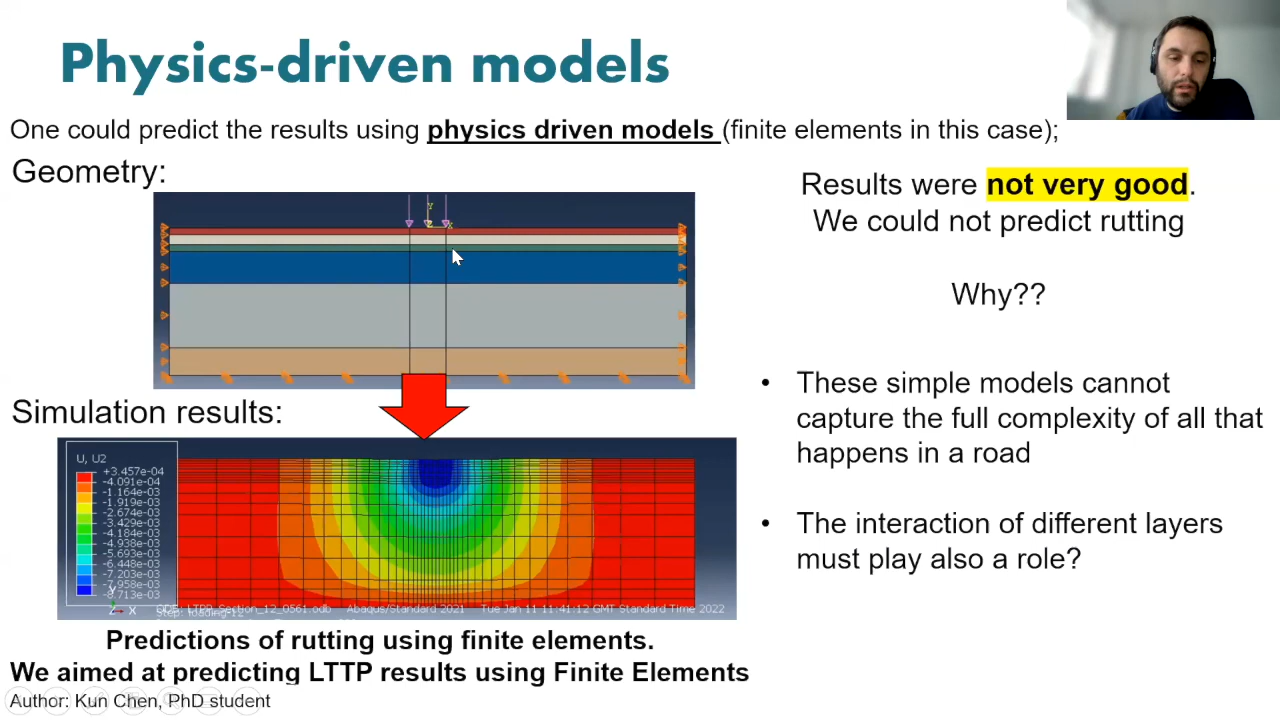 Physics-driven models
One could predict the results using physics driven models (finite elements in this case);
Geometry:
Y
X
Simulation results:
U, U2
+3.457e-04
-4.091e-04
-1.164e-03
-1.919e-03
-2.674e-03
-3.429e-03
-4.184e-03
-4.938e-03
-5.693e-03
-6.448e-03
-7.203e-03
-7.958e-03
-8.713e-03
Y
Z X
ODB: LTPP_Section_12_0561.odb Abaqus/Standard 2021 Tue Jan 11 11:41:12 GMT Standard Time 2022
Predictions of rutting using finite elements.
We aimed at predicting LTTP results using Finite Elements
Author: Kun Chen, PhD student
Results were not very good.
We could not predict rutting
Why??
• These simple models cannot
capture the full complexity of all that
happens in a road
• The interaction of different layers
must play also a role?